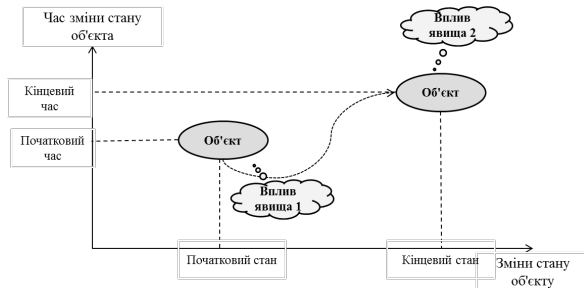 Час зміни стану
об'єкта
Вплив
явища 2
Кінцевий
час
Об'єкт
Початковий
час
Об'єкт
Вплив
явища 1
Початковий стан
Кінцевий стан
Зміни стану
об'єкту